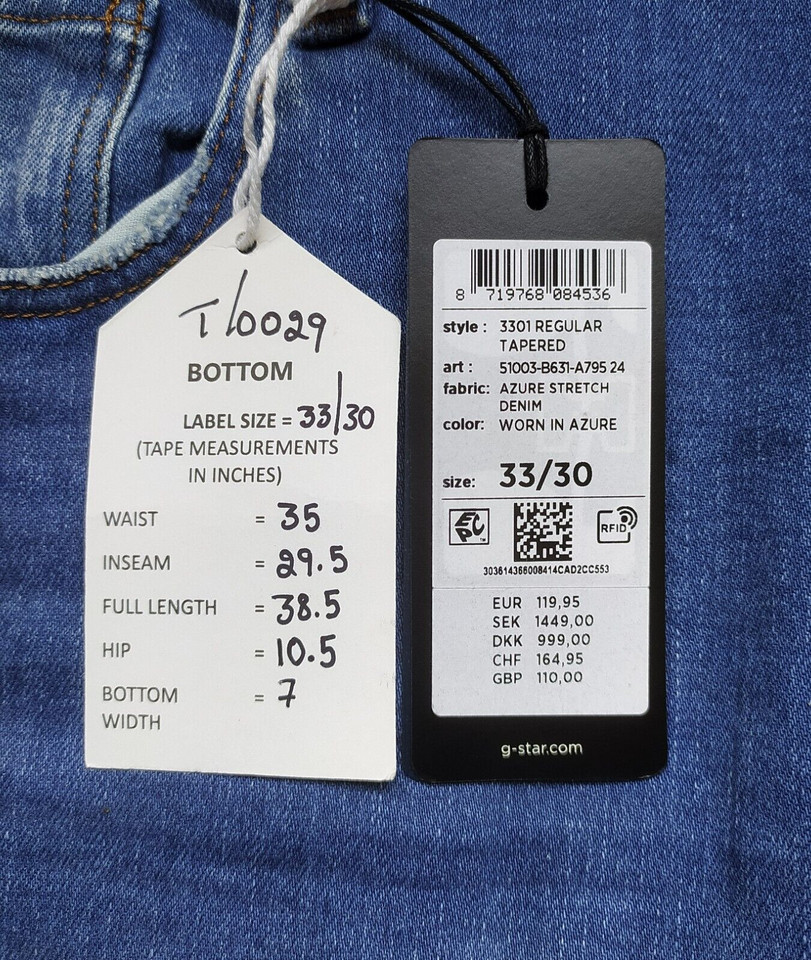 T/0029
BOTTOM
LABEL SIZE = 33/30
(TAPE MEASUREMENTS
IN INCHES)
WAIST = 35
INSEAM = 29.5
FULL LENGTH = 38.5
HIP = 10.5
BOTTOM = 7
WIDTH
8 719768 084536
style : 3301 REGULAR
TAPERED
art : 51003-B631-A795 24
fabric: AZURE STRETCH
DENIM
color: WORN IN AZURE
size: 33/30
EPC
TM
RFID
303614366008414CAD2CC553
EUR 119,95
SEK 1449,00
DKK 999,00
CHF 164,95
GBP 110,00
g-star.com